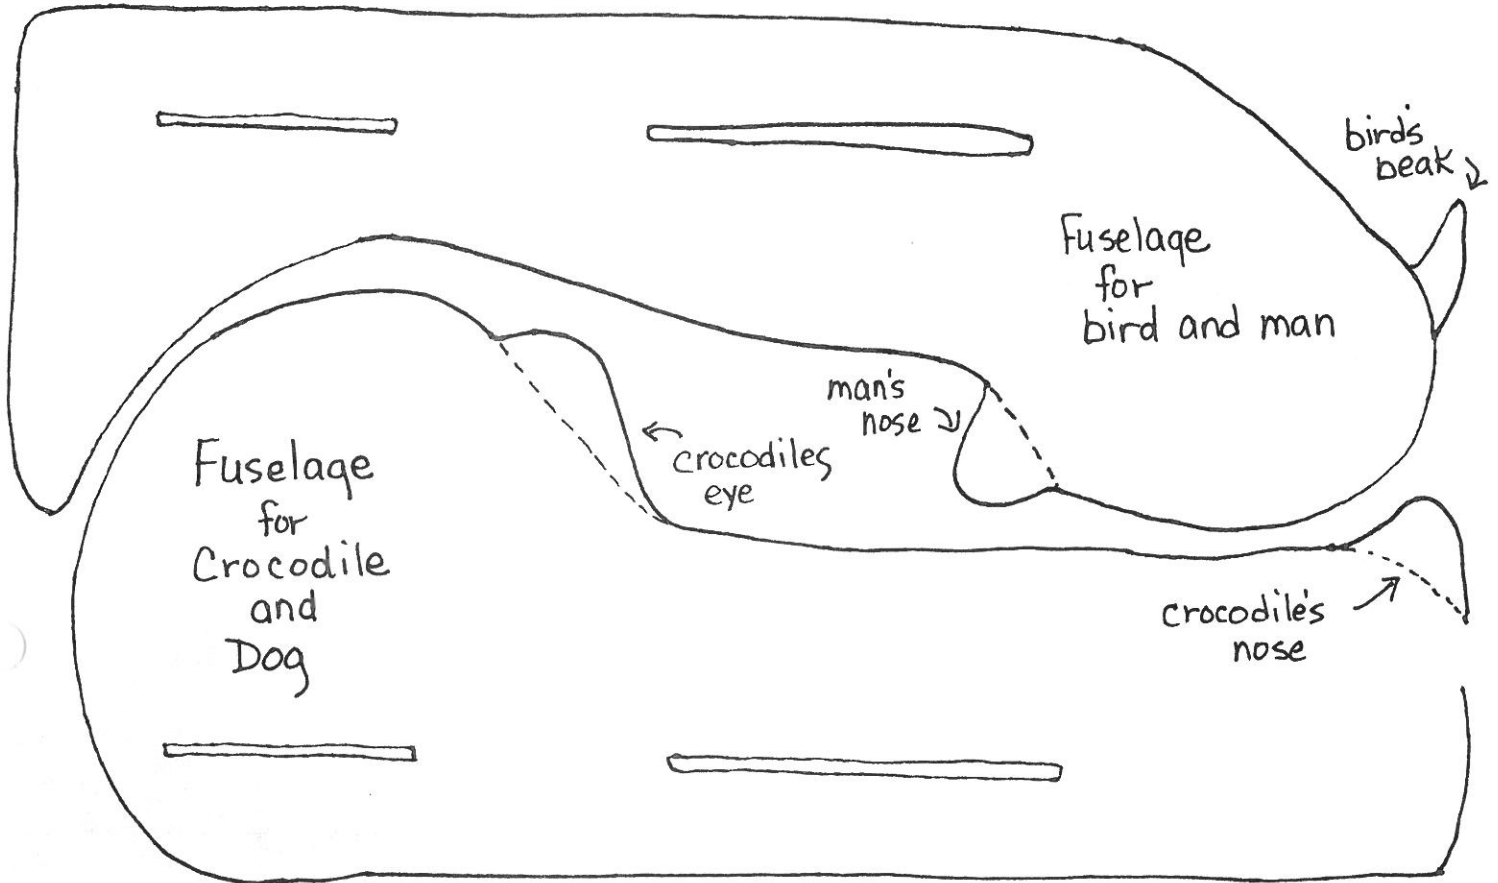 bird's
beak
Fuselage
for
bird and man
man's
nose
crocodiles
eye
Fuselage
for
Crocodile
and
Dog
crocodile's
nose